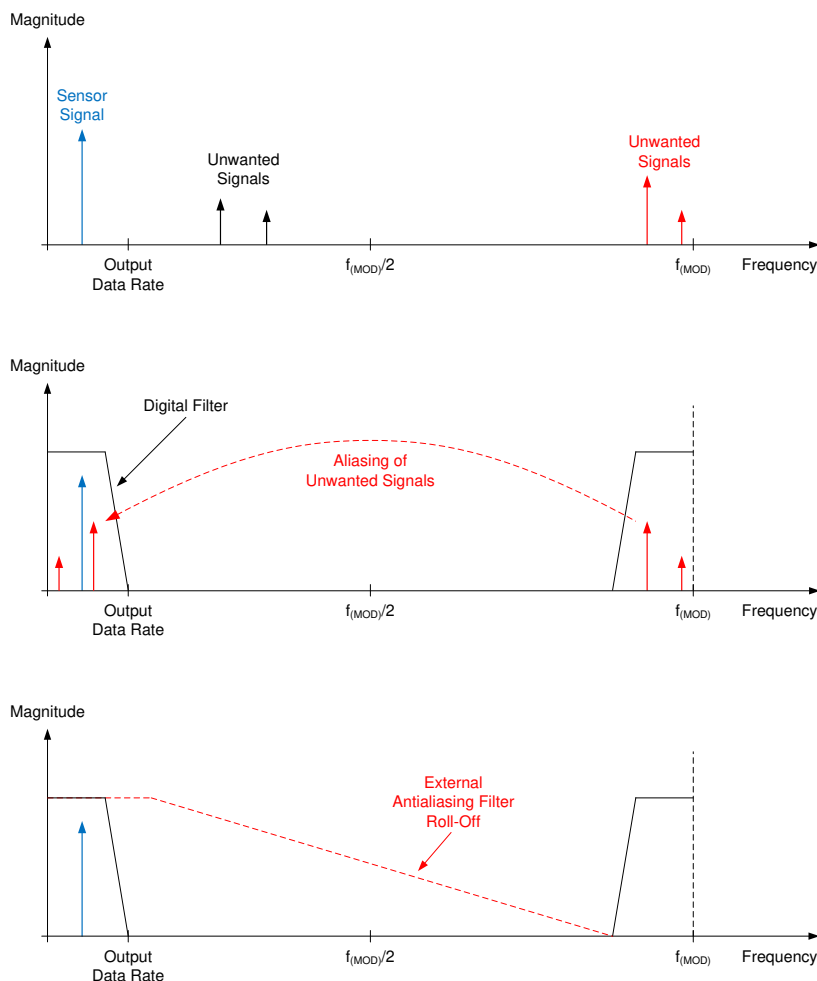 Magnitude
Sensor
Signal
Unwanted
Signals
Unwanted
Signals
Output
Data Rate
f(MOD)/2
f(MOD)
Frequency
Magnitude
Digital Filter
Aliasing of
Unwanted Signals
Output
Data Rate
f(MOD)/2
f(MOD)
Frequency
Magnitude
External
Antialiasing Filter
Roll-Off
Output
Data Rate
f(MOD)/2
f(MOD)
Frequency